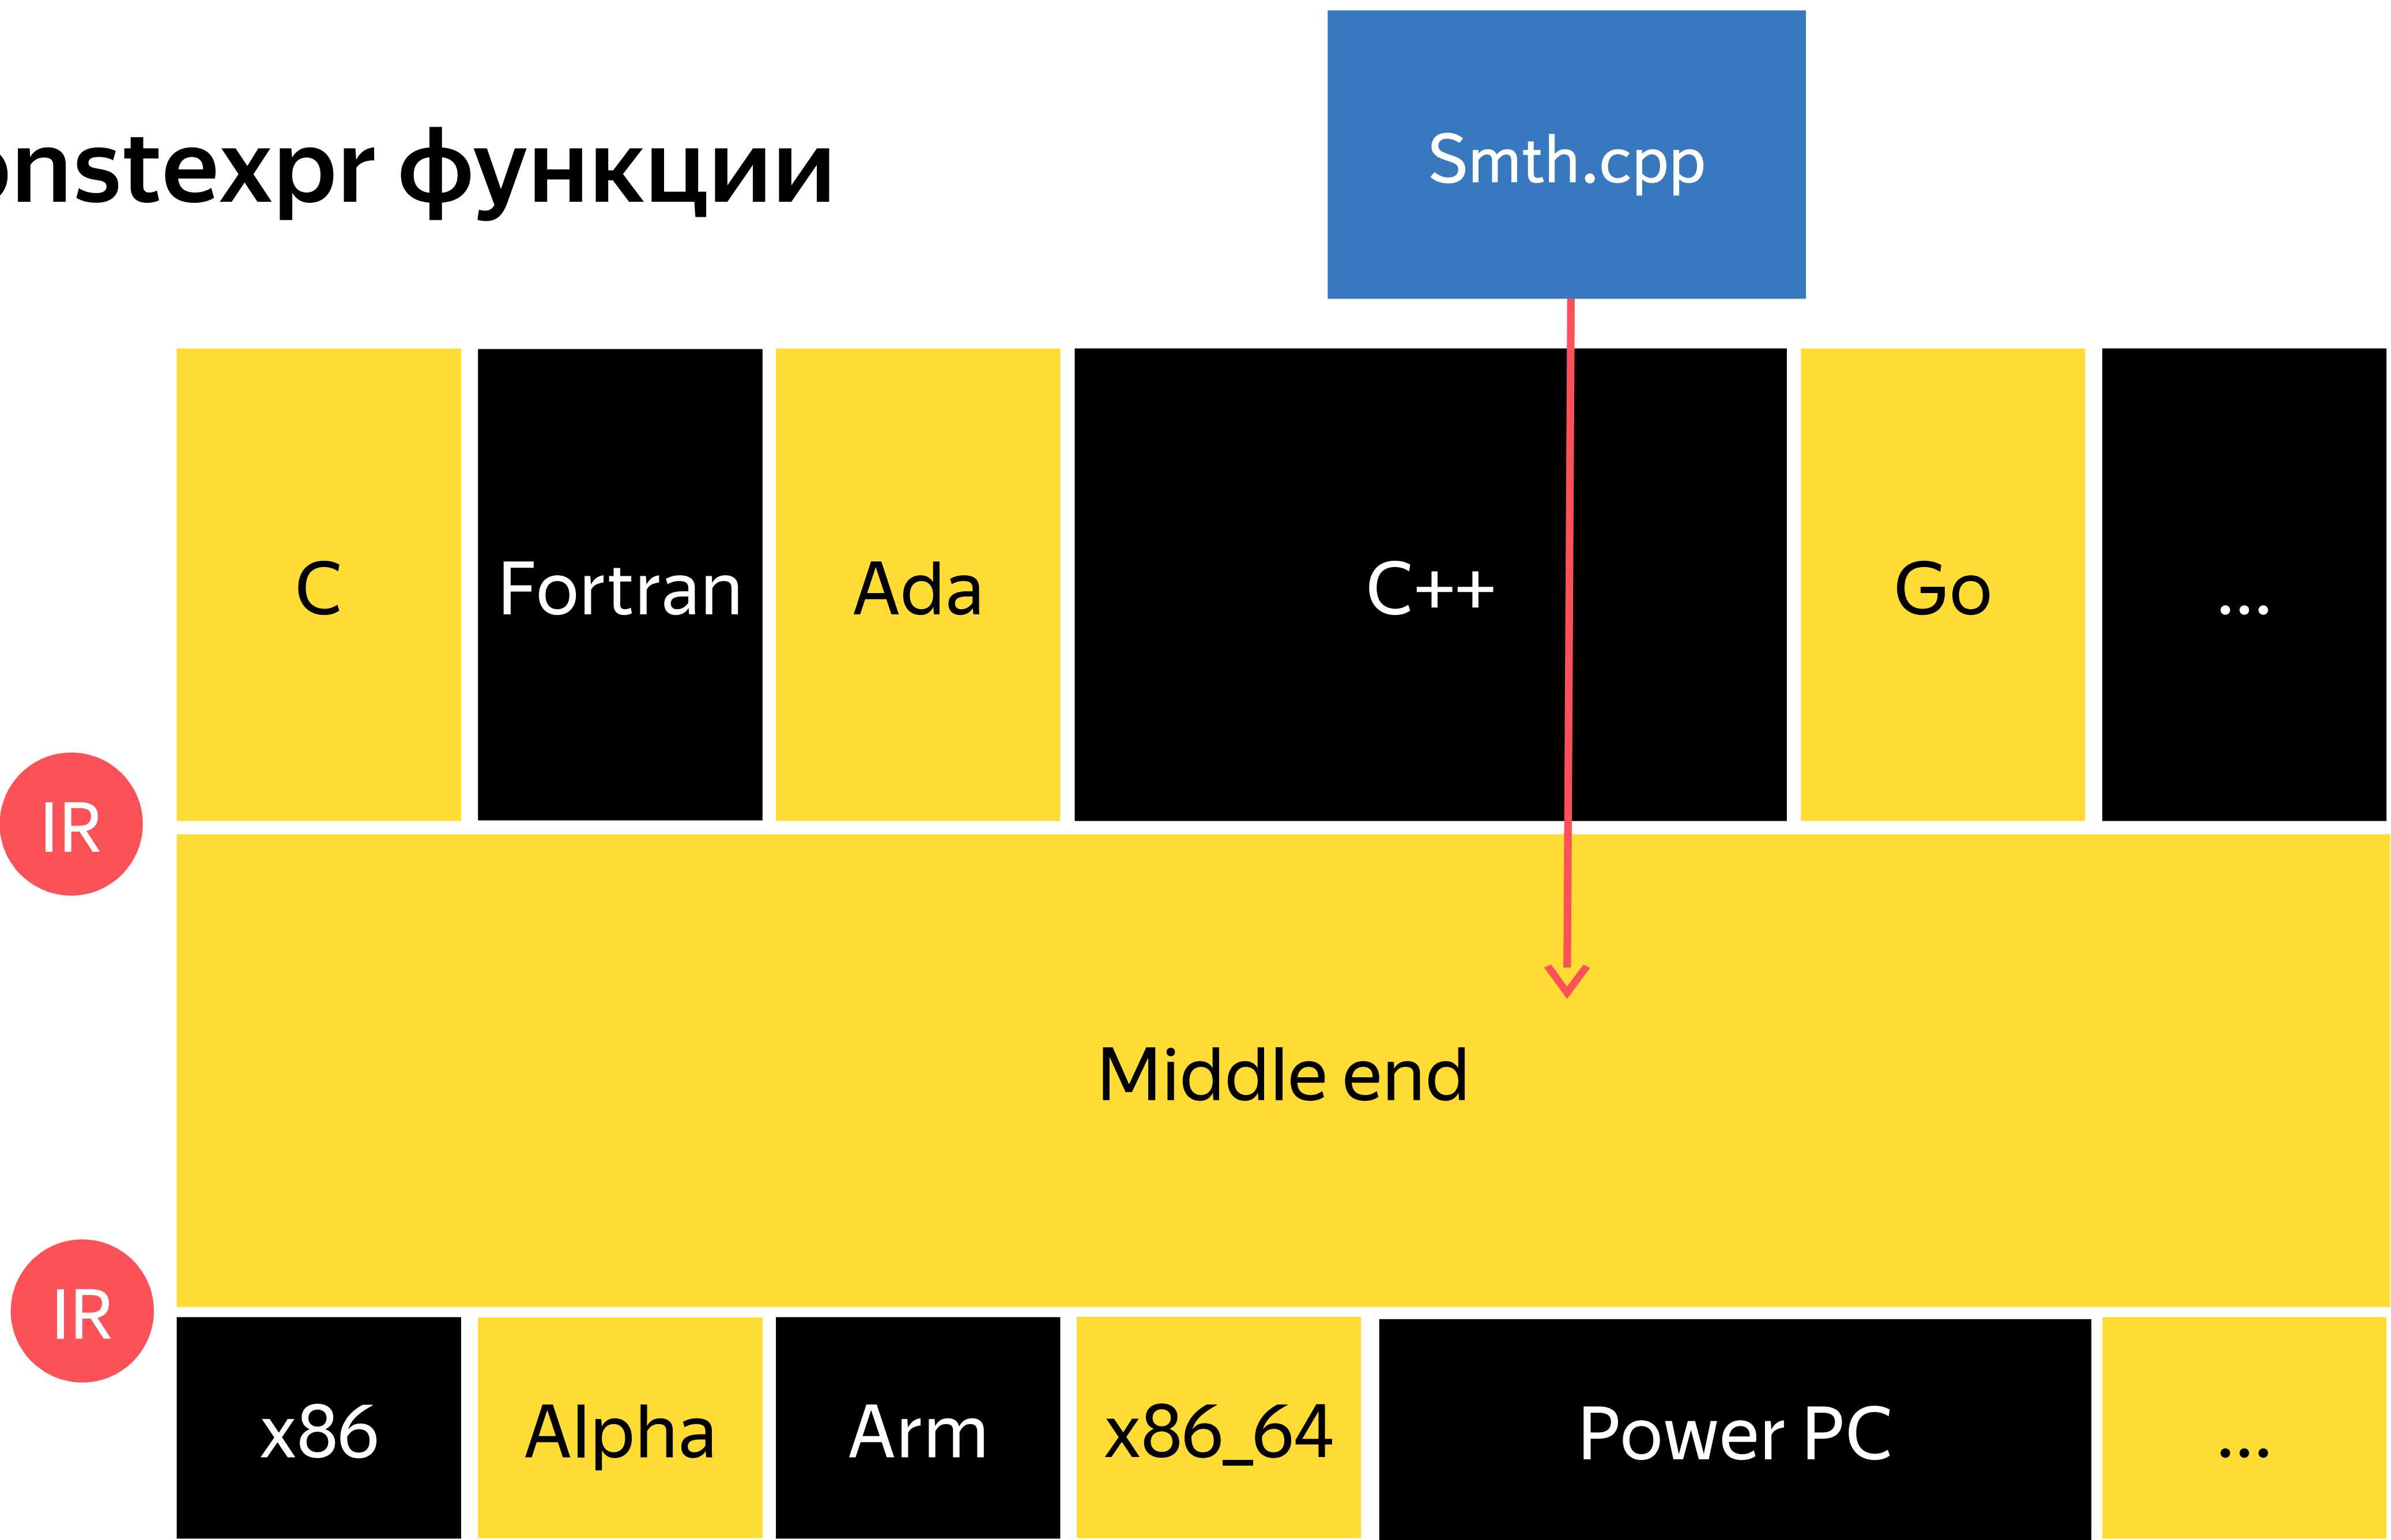 Smth.cpp
onstexpr функции
C
Fortran
Ada
C++
Go
...
IR
Middle end
IR
x86
Alpha
Arm
x86_64
Power PC
...